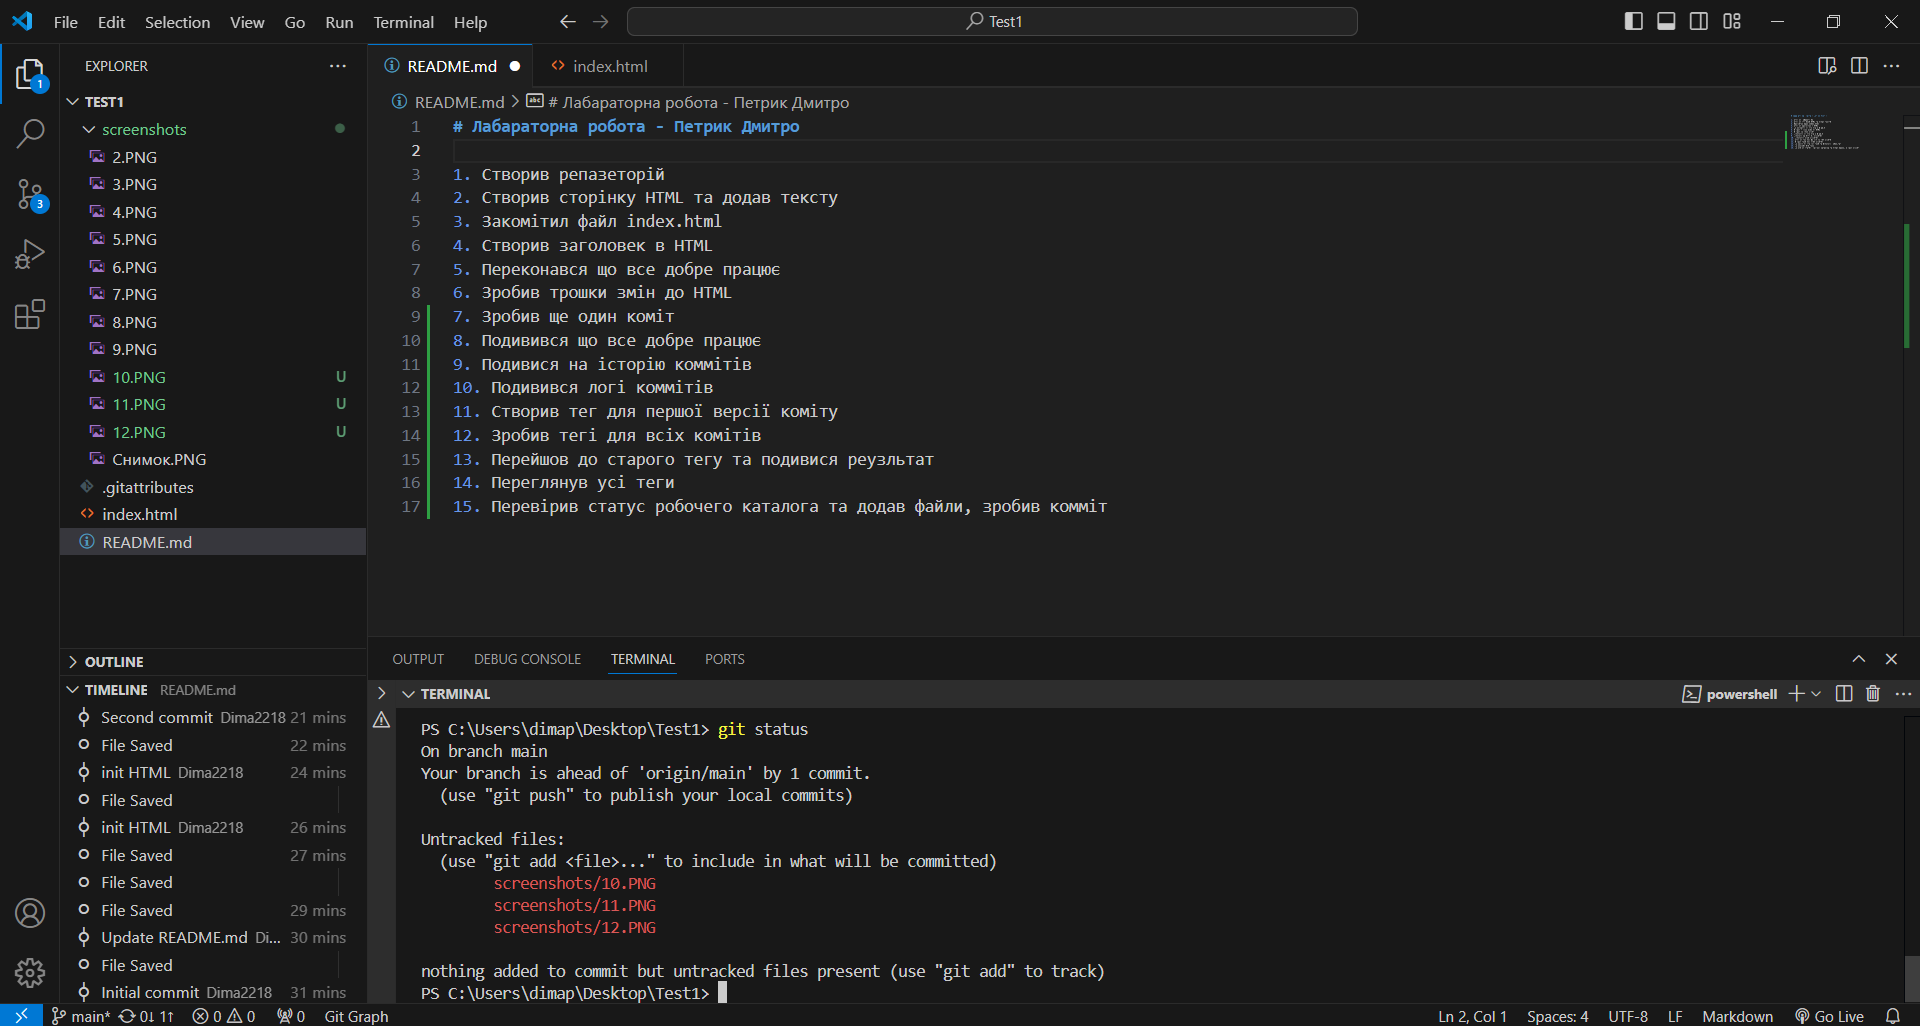 File Edit Selection View Go Run Terminal Help
Test1
EXPLORER
TEST1
screenshots
2.PNG
3.PNG
4.PNG
5.PNG
6.PNG
7.PNG
8.PNG
9.PNG
10.PNG U
11.PNG U
12.PNG U
Снимок.PNG
.gitattributes
index.html
README.md
OUTLINE
TIMELINE README.md
Second commit Dima2218 21 mins
File Saved 22 mins
init HTML Dima2218 24 mins
File Saved
init HTML Dima2218 26 mins
File Saved 27 mins
File Saved
File Saved 29 mins
Update README.md Di... 30 mins
File Saved
Initial commit Dima2218 31 mins
1
3
README.md index.html
README.md > # Лабараторна робота - Петрик Дмитро
1 # Лабараторна робота - Петрик Дмитро
2
3 1. Створив репазеторій
4 2. Створив сторінку HTML та додав тексту
5 3. Закомітил файл index.html
6 4. Створив заголовек в HTML
7 5. Переконався що все добре працює
8 6. Зробив трошки змін до HTML
9 7. Зробив ще один коміт
10 8. Подивився що все добре працює
11 9. Подивися на історію коммітів
12 10. Подивився логі коммітів
13 11. Створив тег для першої версії коміту
14 12. Зробив тегі для всіх комітів
15 13. Перейшов до старого тегу та подивися реузльтат
16 14. Переглянув усі теги
17 15. Перевірив статус робочего каталога та додав файли, зробив комміт
OUTPUT DEBUG CONSOLE TERMINAL PORTS
TERMINAL
powershell
PS C:\Users\dimap\Desktop\Test1> git status
On branch main
Your branch is ahead of 'origin/main' by 1 commit.
(use "git push" to publish your local commits)
Untracked files:
(use "git add <file>..." to include in what will be committed)
screenshots/10.PNG
screenshots/11.PNG
screenshots/12.PNG
nothing added to commit but untracked files present (use "git add" to track)
PS C:\Users\dimap\Desktop\Test1>
main* 0↓ 1↑ 0 0 0 Git Graph Ln 2, Col 1 Spaces: 4 UTF-8 LF Markdown Go Live